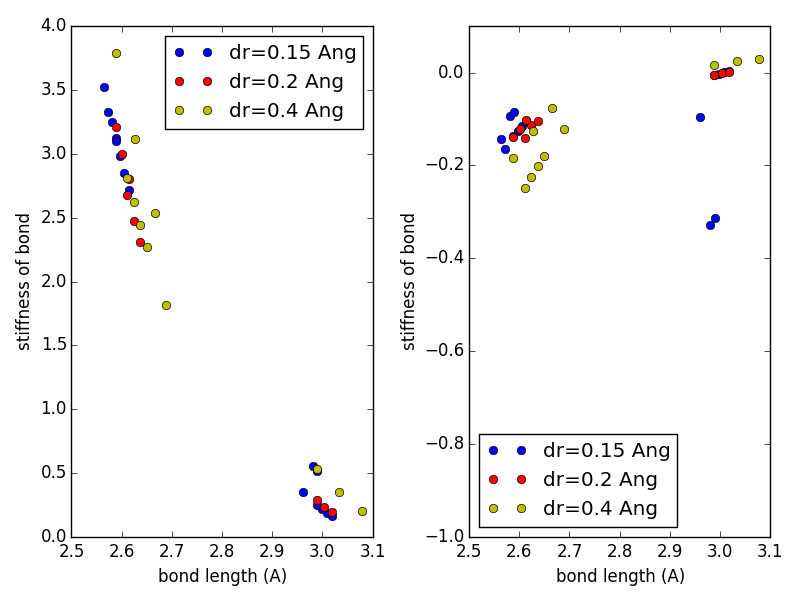 4.0
3.5
3.0
2.5
2.0
1.5
1.0
0.5
0.0
stiffness of bond
dr=0.15 Ang
dr=0.2 Ang
dr=0.4 Ang
2.5 2.6 2.7 2.8 2.9 3.0 3.1
bond length (A)
0.0
−0.2
−0.4
−0.6
−0.8
−1.0
stiffness of bond
dr=0.15 Ang
dr=0.2 Ang
dr=0.4 Ang
2.5 2.6 2.7 2.8 2.9 3.0 3.1
bond length (A)